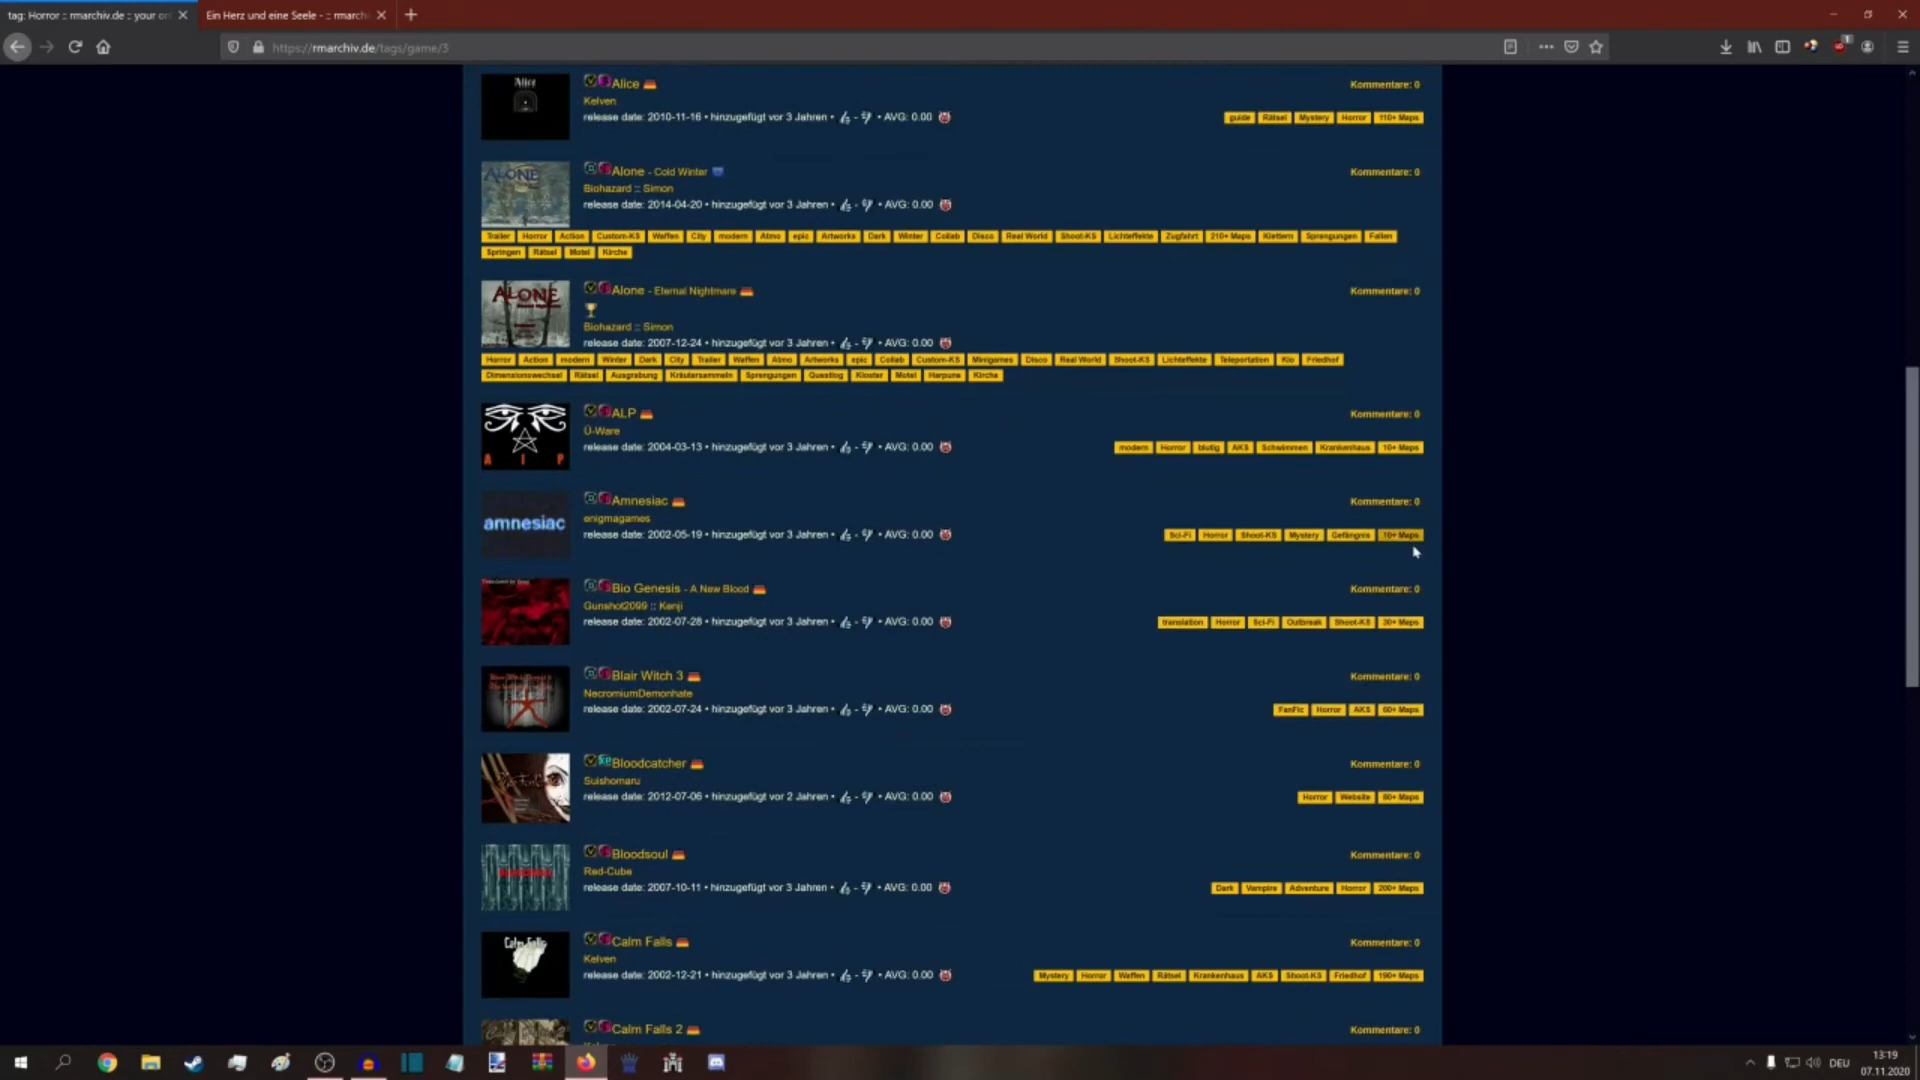 tag: Horror :: rmarchiv.de :: your on
Ein Herz und eine Seele - :: rmarchi
https://rmarchiv.de/tags/game/3
Alice
Alice
Kommentare: 0
Kelven
release date: 2010-11-16 • hinzugefügt vor 3 Jahren • - • AVG: 0.00
guide Rätsel Mystery Horror 110+ Maps
ALONE
Alone - Cold Winter
Kommentare: 0
Biohazard :: Simon
release date: 2014-04-20 • hinzugefügt vor 3 Jahren • - • AVG: 0.00
Trailer Horror Action Custom-KS Waffen City modern Atmo epic Artworks Dark Winter Collab Disco Real World Shoot-KS Lichteffekte Zugfahrt 210+ Maps Klettern Sprengungen Fallen
Springen Rätsel Motel Kirche
ALONE
Alone - Eternal Nightmare
Kommentare: 0
Biohazard :: Simon
release date: 2007-12-24 • hinzugefügt vor 3 Jahren • - • AVG: 0.00
Horror Action modern Winter Dark City Trailer Waffen Atmo Artworks epic Collab Custom-KS Minigames Disco Real World Shoot-KS Lichteffekte Teleportation Klo Friedhof
Dimensionswechsel Rätsel Ausgrabung Kräutersammeln Sprengungen Questlog Kloster Motel Harpune Kirche
A l P
ALP
Kommentare: 0
Ü-Ware
release date: 2004-03-13 • hinzugefügt vor 3 Jahren • - • AVG: 0.00
modern Horror blutig AKS Schwimmen Krankenhaus 10+ Maps
amnesiac
Amnesiac
Kommentare: 0
enigmagames
release date: 2002-05-19 • hinzugefügt vor 3 Jahren • - • AVG: 0.00
Sci-Fi Horror Shoot-KS Mystery Gefängnis 10+ Maps
Bio Genesis - A New Blood
Kommentare: 0
Gunshot2099 :: Kenji
release date: 2002-07-28 • hinzugefügt vor 3 Jahren • - • AVG: 0.00
translation Horror Sci-Fi Outbreak Shoot-KS 30+ Maps
Blair Witch 3
Kommentare: 0
NecromiumDemonhate
release date: 2002-07-24 • hinzugefügt vor 3 Jahren • - • AVG: 0.00
FanFic Horror AKS 60+ Maps
Bloodcatcher
Kommentare: 0
Suishomaru
release date: 2012-07-06 • hinzugefügt vor 2 Jahren • - • AVG: 0.00
Horror Website 60+ Maps
Bloodsoul
Kommentare: 0
Red-Cube
release date: 2007-10-11 • hinzugefügt vor 3 Jahren • - • AVG: 0.00
Dark Vampire Adventure Horror 200+ Maps
Calm Falls
Calm Falls
Kommentare: 0
Kelven
release date: 2002-12-21 • hinzugefügt vor 3 Jahren • - • AVG: 0.00
Mystery Horror Waffen Rätsel Krankenhaus AKS Shoot-KS Friedhof 190+ Maps
Calm Falls 2
Kommentare: 0
DEU
13:19
07.11.2020